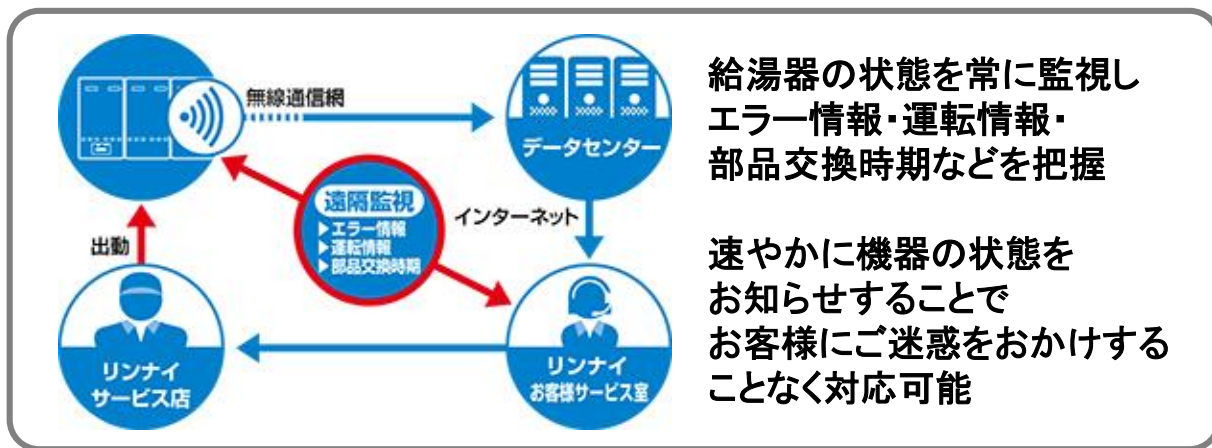 無線通信網
データセンター
遠隔監視
▶エラー情報
▶運転情報
▶部品交換時期
インターネット
出動
リンナイ
サービス店
リンナイ
お客様サービス室
給湯器の状態を常に監視し
エラー情報・運転情報・
部品交換時期などを把握
速やかに機器の状態を
お知らせすることで
お客様にご迷惑をおかけする
ことなく対応可能